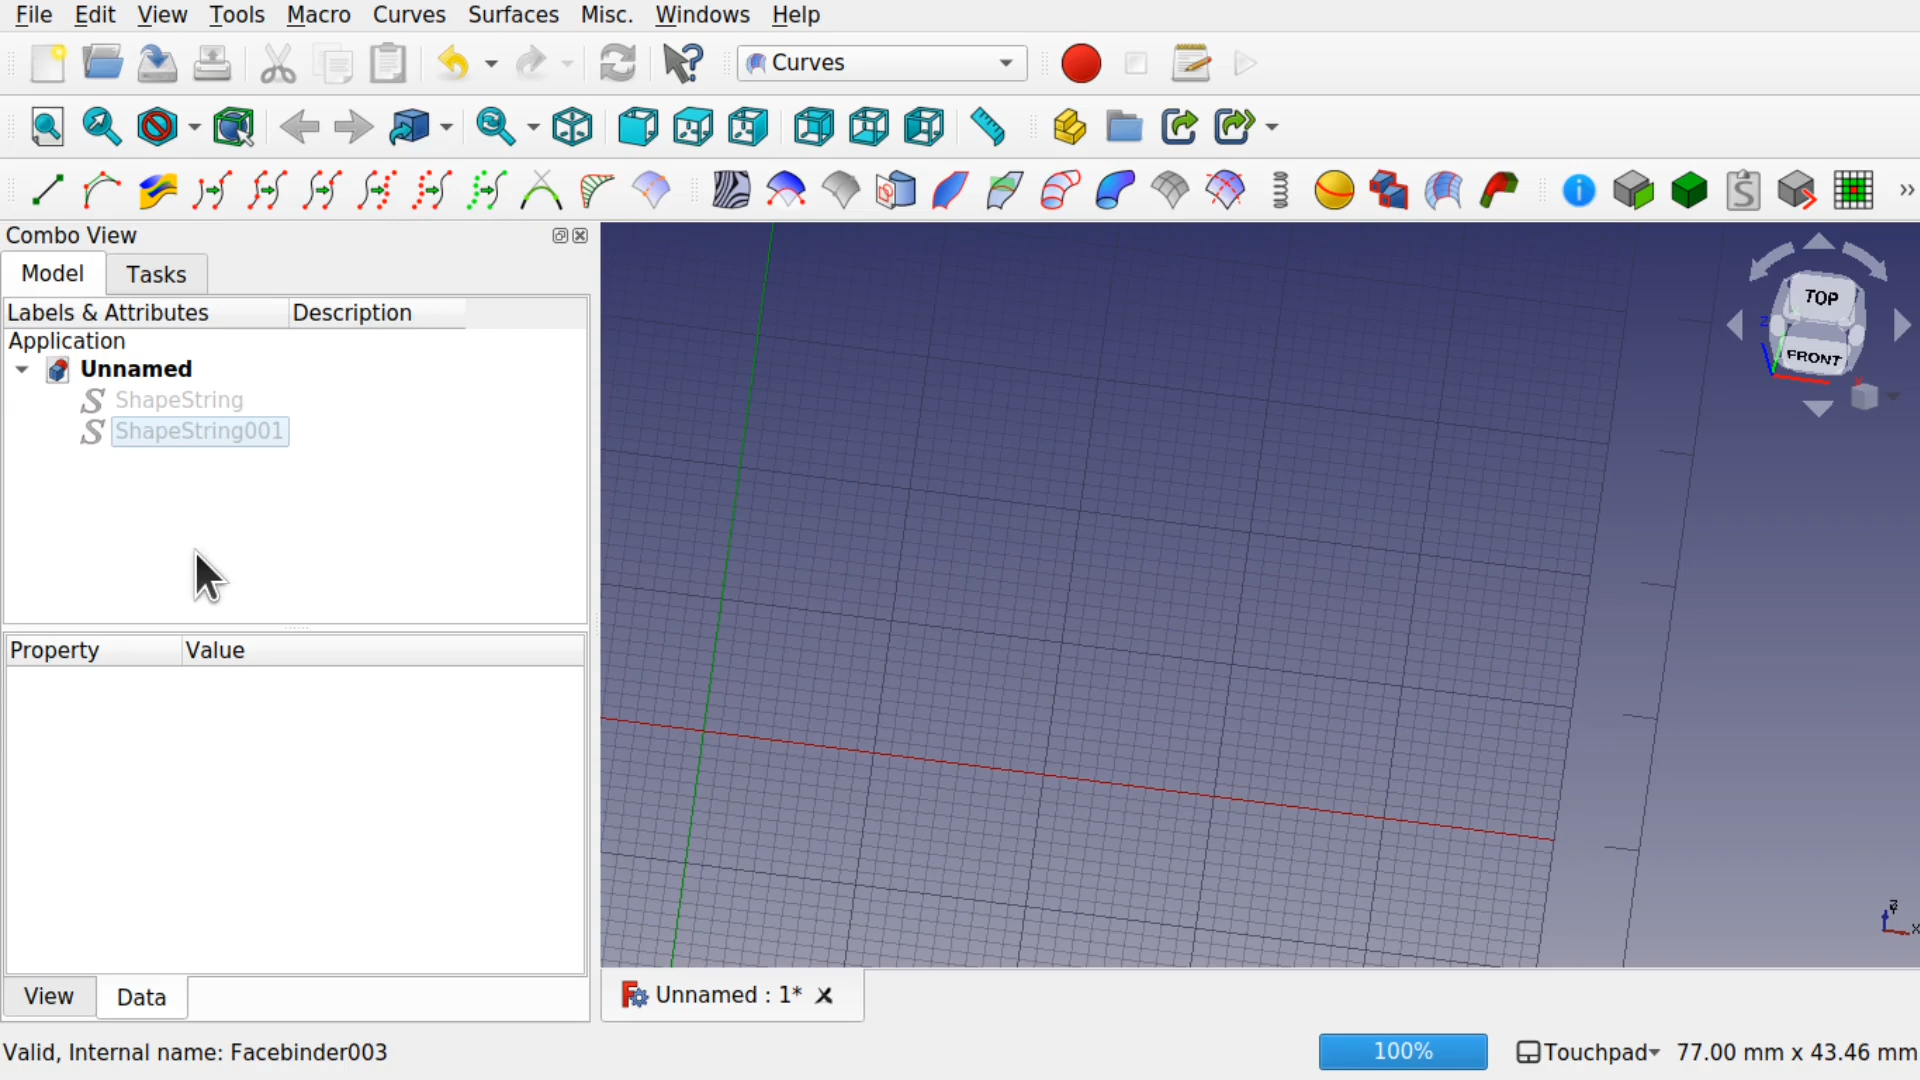 File Edit View Tools Macro Curves Surfaces Misc. Windows Help
Curves
Combo View
Model Tasks
Labels & Attributes Description
Application
Unnamed
ShapeString
ShapeString001
TOP
FRONT
Z
Property Value
View Data
Unnamed : 1*
Z
X
Valid, Internal name: Facebinder003
100% Touchpad 77.00 mm x 43.46 mm